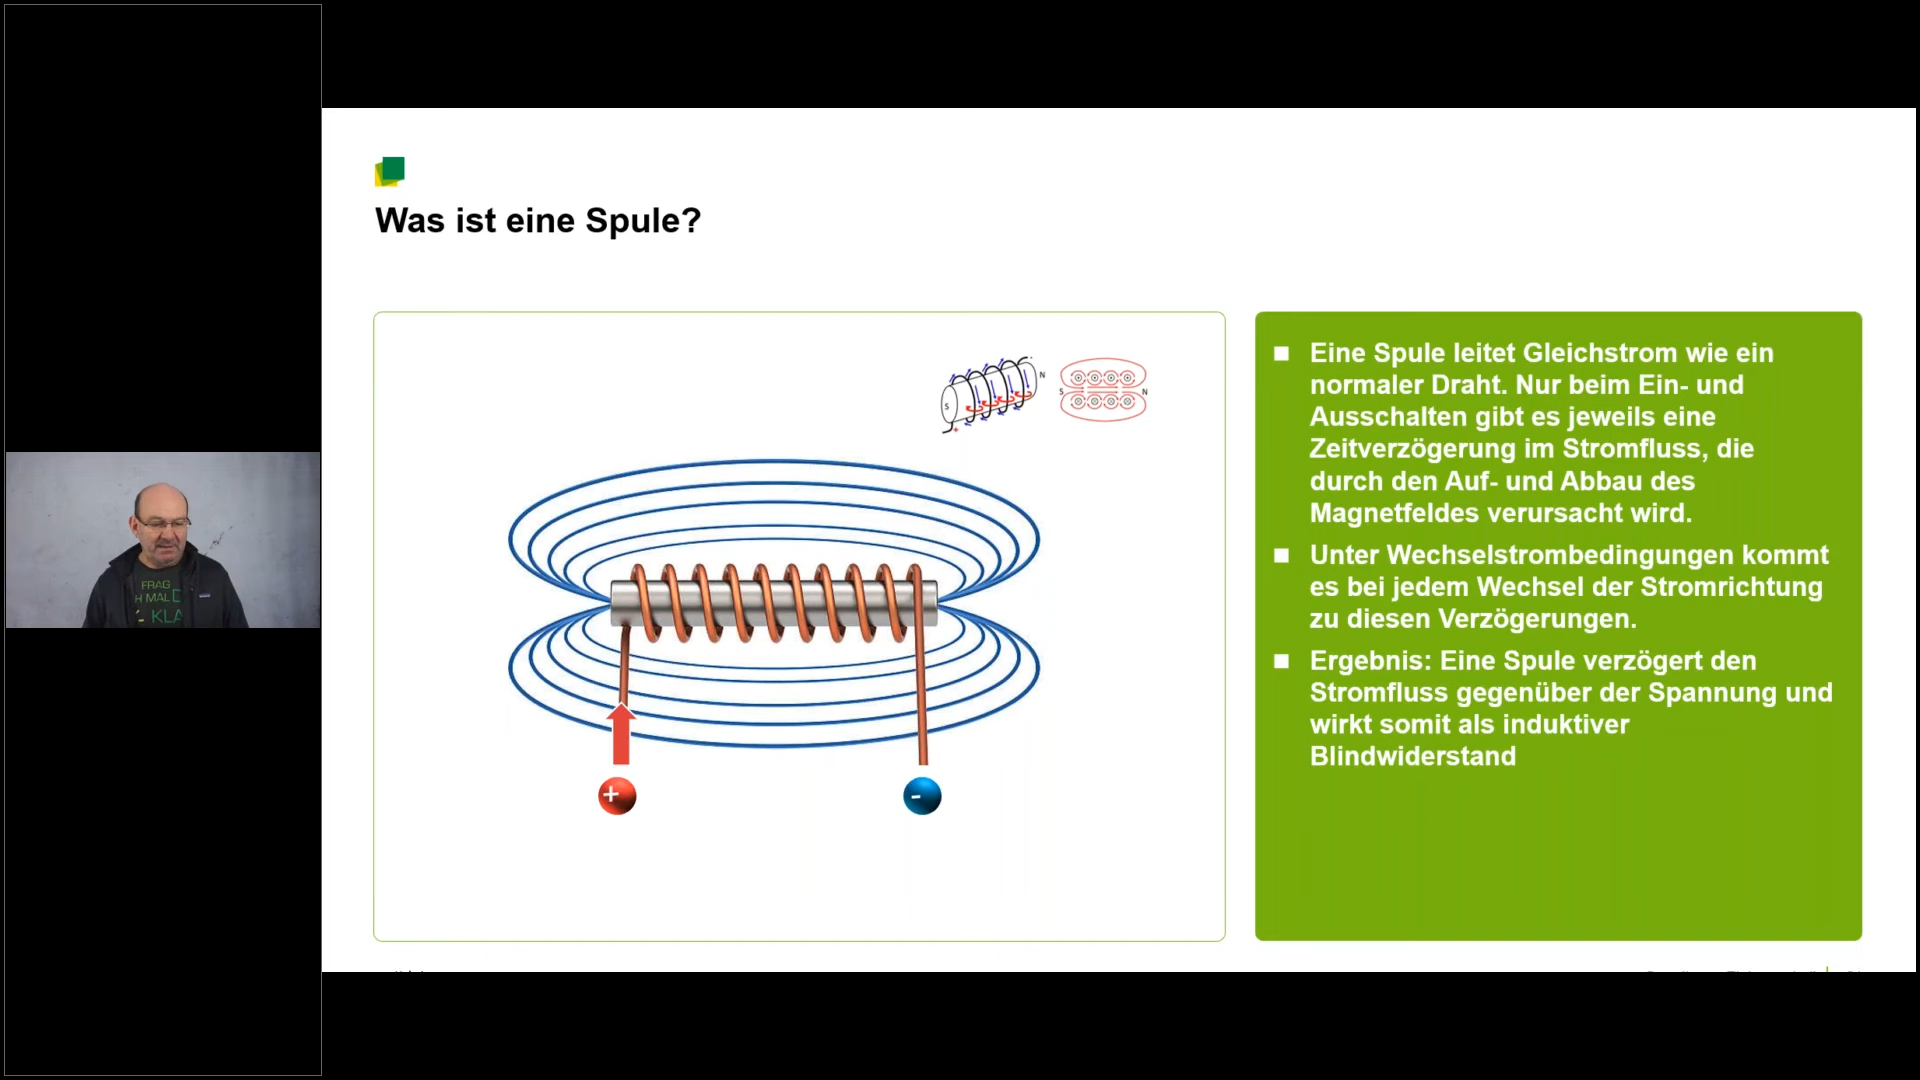 Was ist eine Spule?
S
N
S
N
+
-
Eine Spule leitet Gleichstrom wie ein
normaler Draht. Nur beim Ein- und
Ausschalten gibt es jeweils eine
Zeitverzögerung im Stromfluss, die
durch den Auf- und Abbau des
Magnetfeldes verursacht wird.
Unter Wechselstrombedingungen kommt
es bei jedem Wechsel der Stromrichtung
zu diesen Verzögerungen.
Ergebnis: Eine Spule verzögert den
Stromfluss gegenüber der Spannung und
wirkt somit als induktiver
Blindwiderstand
FRAG
H MAL D
KLA